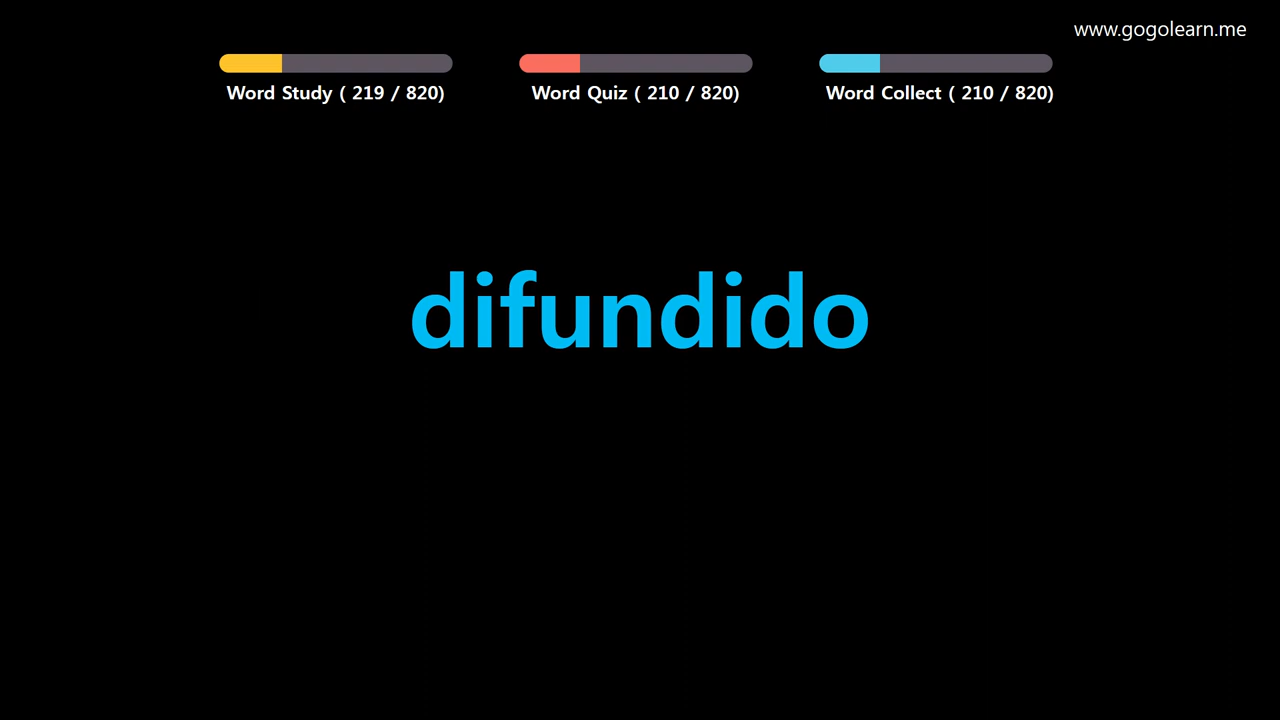 www.gogolearn.me
Word Study ( 219 / 820)
Word Quiz ( 210 / 820)
Word Collect ( 210 / 820)
difundido